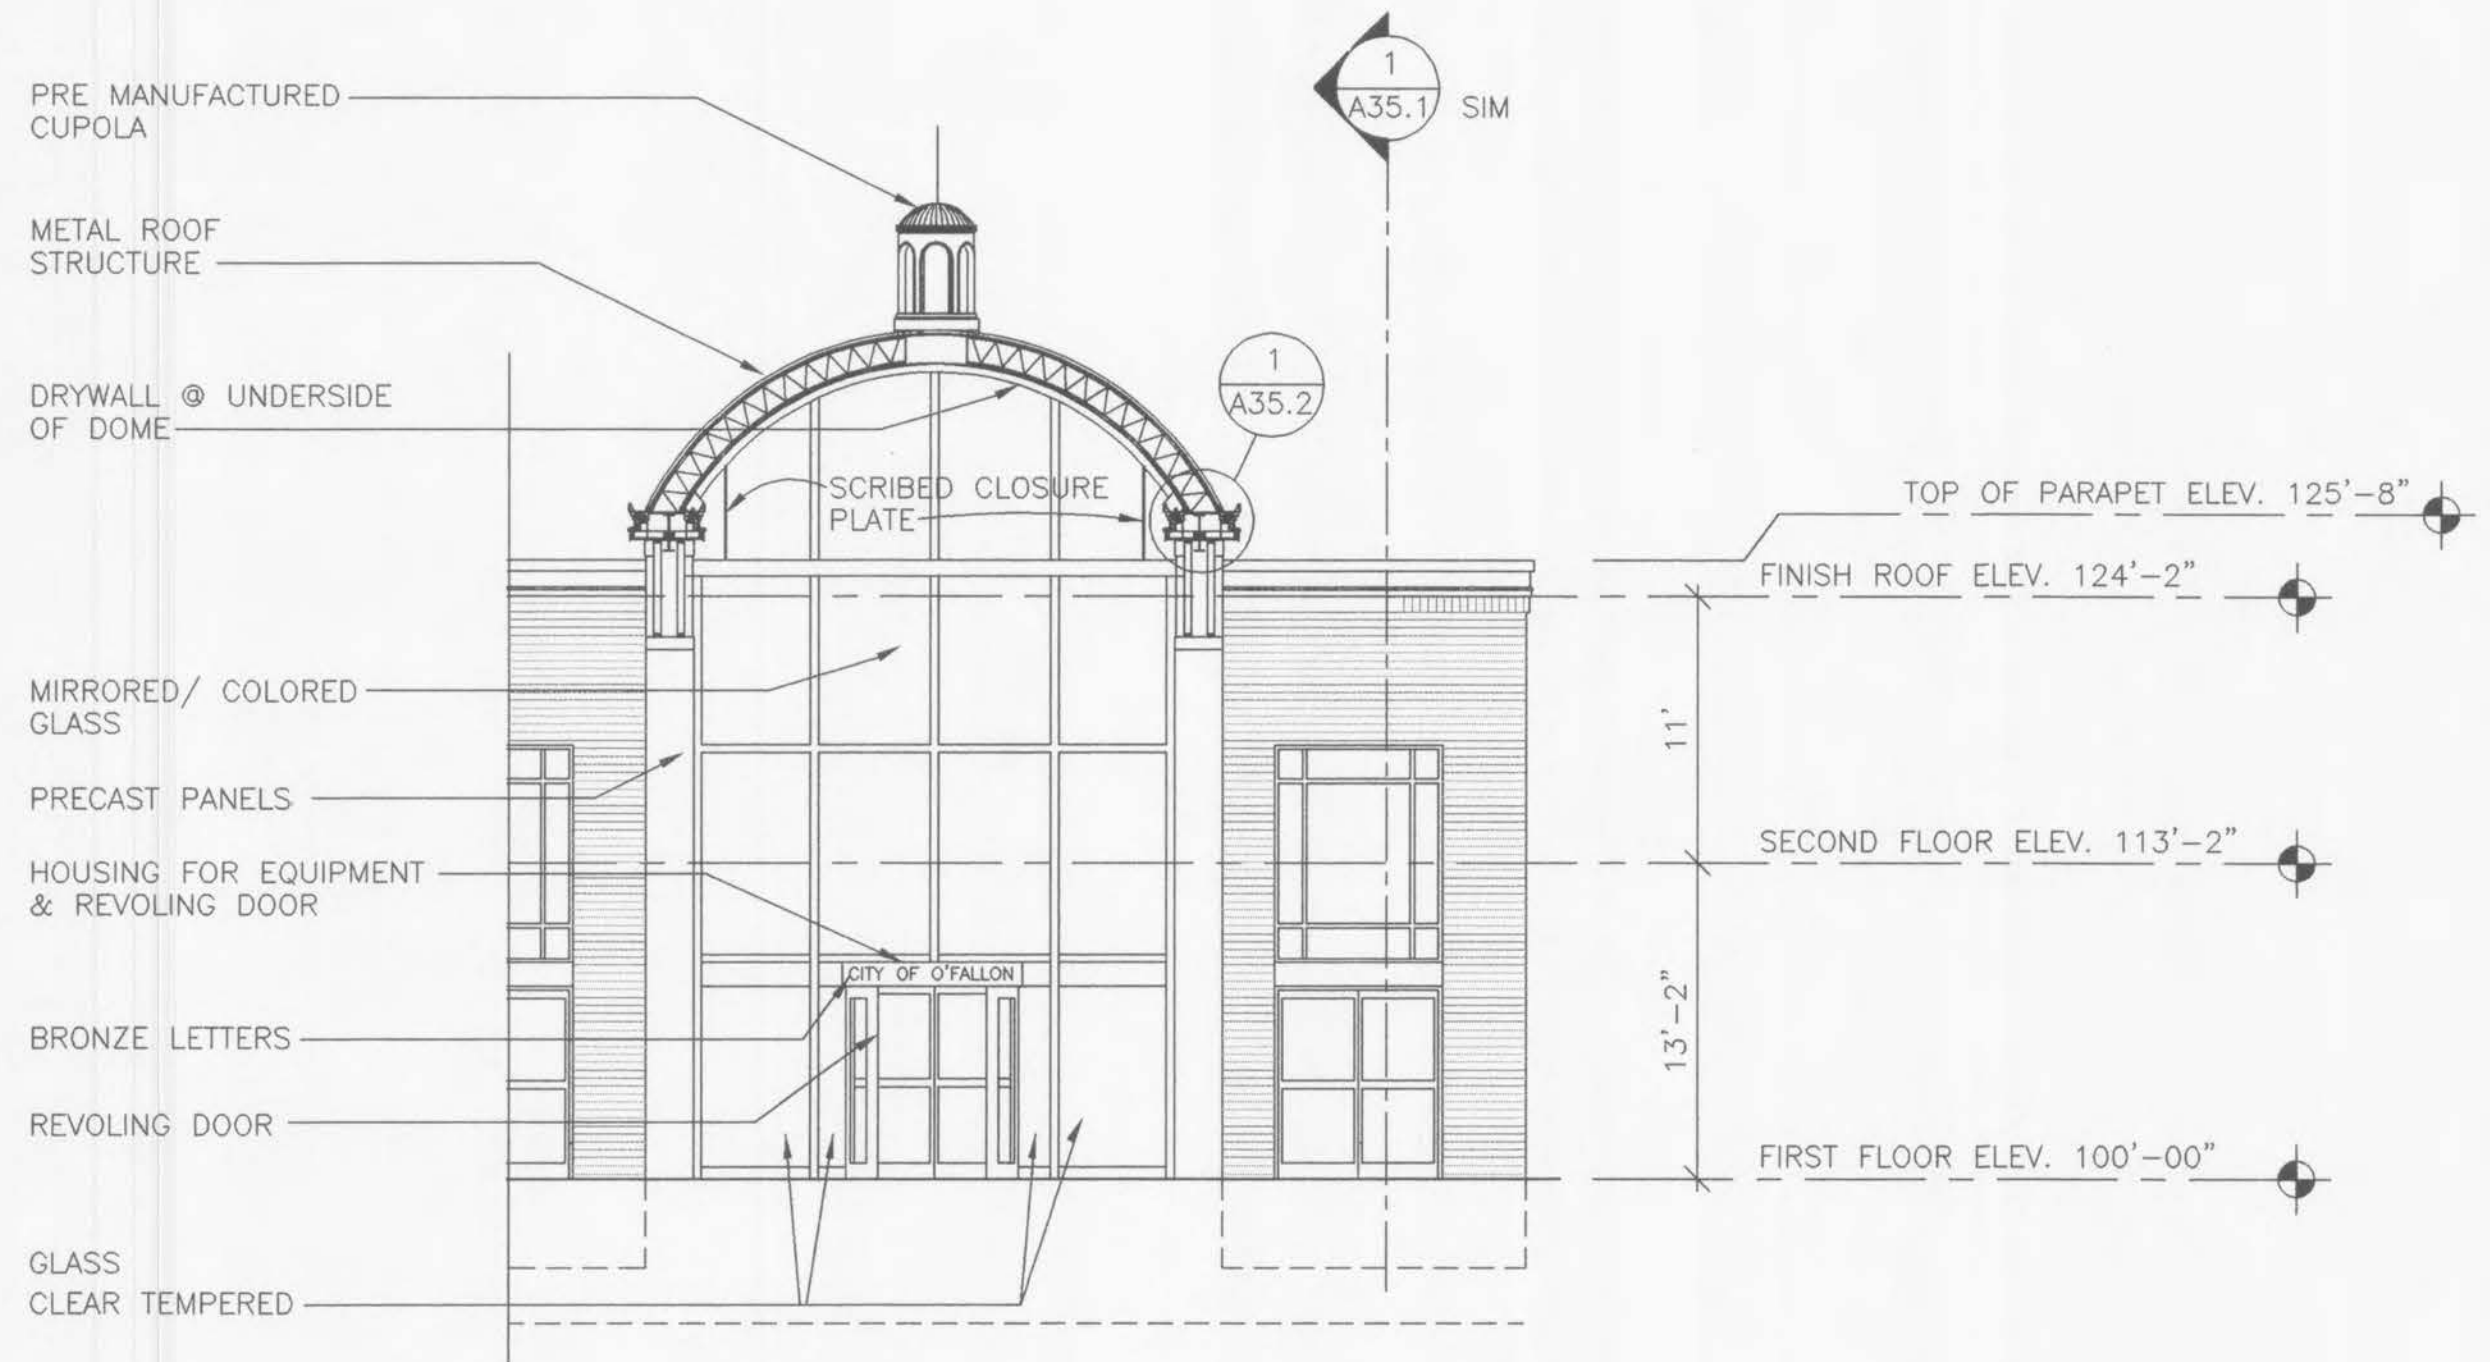 PRE MANUFACTURED
CUPOLA
METAL ROOF
STRUCTURE
DRYWALL @ UNDERSIDE
OF DOME
MIRRORED/ COLORED
GLASS
PRECAST PANELS
HOUSING FOR EQUIPMENT
& REVOLING DOOR
BRONZE LETTERS
REVOLING DOOR
GLASS
CLEAR TEMPERED
1
A35.1 SIM
1
A35.2
SCRIBED CLOSURE
PLATE
CITY OF O'FALLON
TOP OF PARAPET ELEV. 125'-8"
FINISH ROOF ELEV. 124'-2"
11'
SECOND FLOOR ELEV. 113'-2"
13'-2"
FIRST FLOOR ELEV. 100'-00"